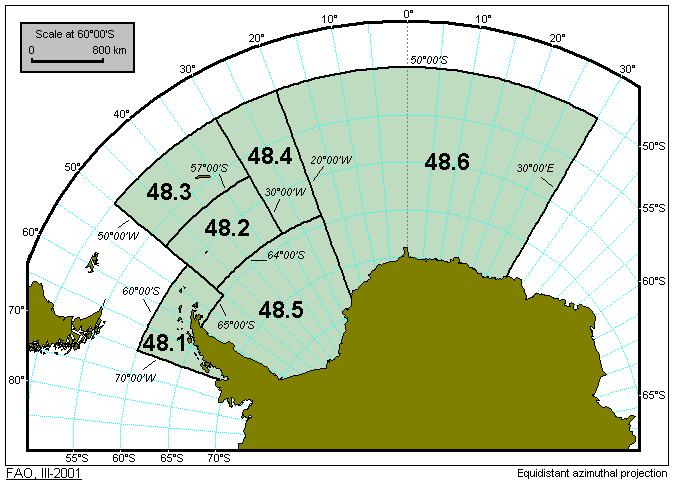 Scale at 60°00'S
0 800 km
0°
10° 10°
20° 20°
30° 30°
40°
50°
60°
70°
80°
50°00'S
48.4
48.6
57°00'S
20°00'W
30°00'E
48.3
30°00'W
48.2
50°00'W
64°00'S
60°00'S
48.5
65°00'S
48.1
70°00'W
50°S
55°S
60°S
65°S
55°S 60°S 65°S 70°S
FAO, III-2001
Equidistant azimuthal projection